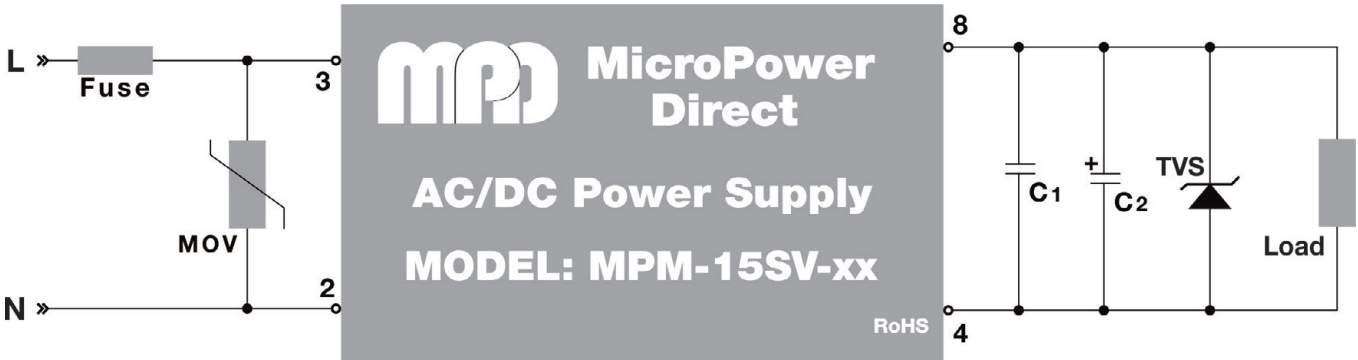 L
Fuse
3
MOV
N
2
MPD
MicroPower
Direct
AC/DC Power Supply
MODEL: MPM-15SV-xx
RoHS
8
C1
+
C2
TVS
Load
4